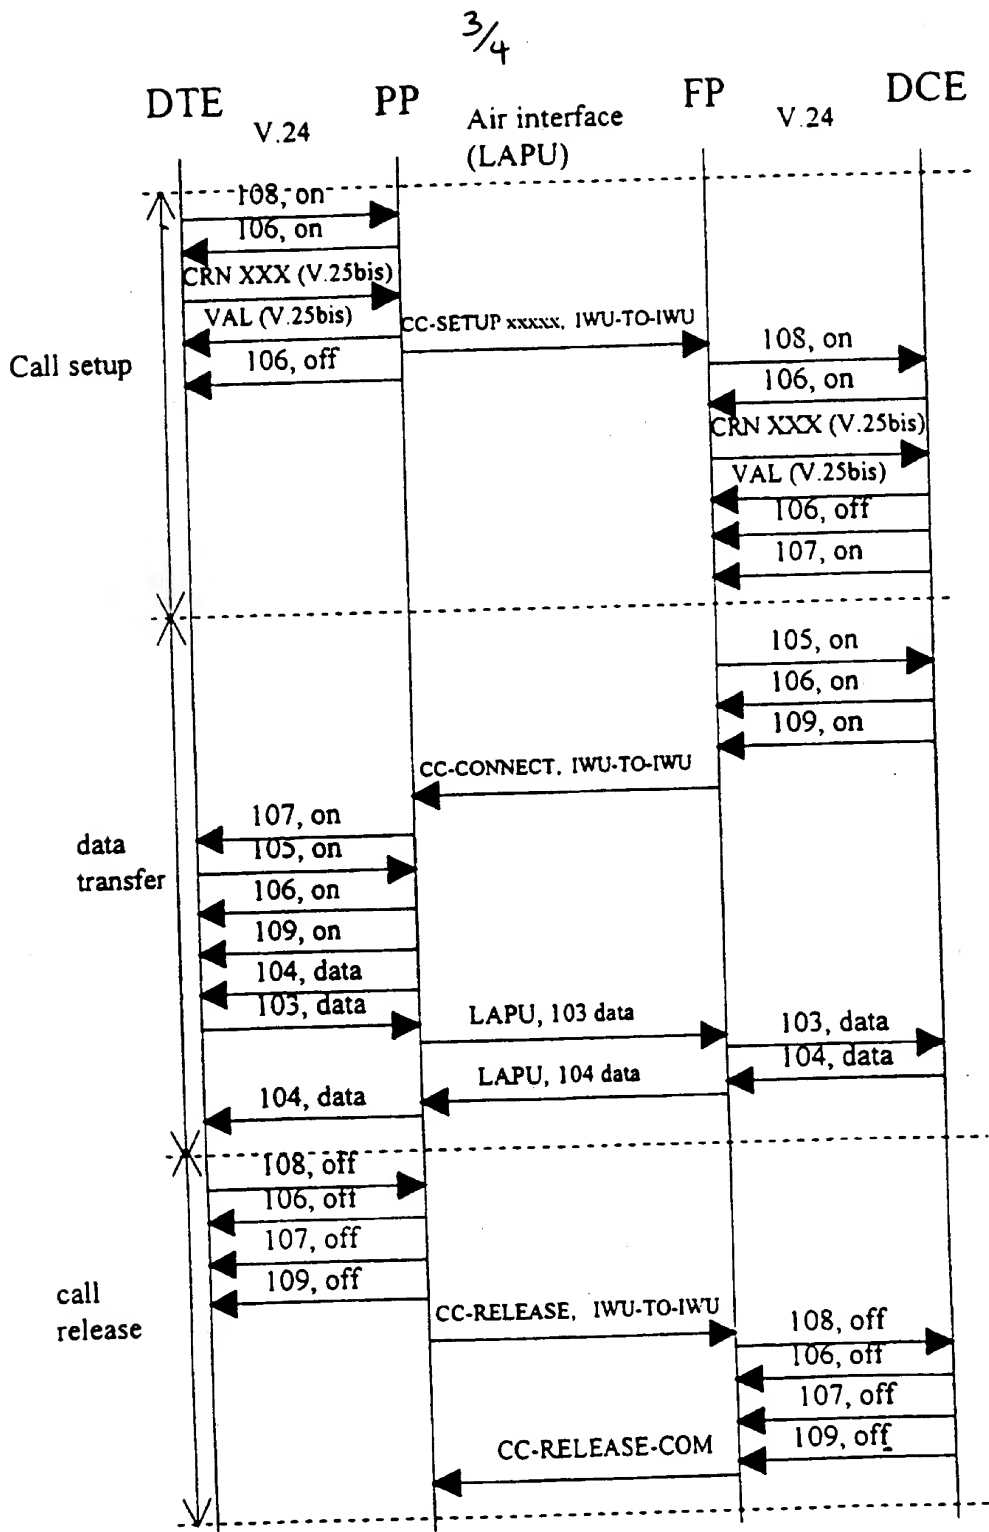 3/4
DTE
V.24
PP
Air interface
(LAPU)
FP
V.24
DCE
108, on
106, on
CRN XXX (V.25bis)
VAL (V.25bis)
CC-SETUP xxxxx, IWU-TO-IWU
106, off
Call setup
108, on
106, on
CRN XXX (V.25bis)
VAL (V.25bis)
106, off
107, on
105, on
106, on
109, on
CC-CONNECT, IWU-TO-IWU
107, on
data
transfer
105, on
106, on
109, on
104, data
103, data
LAPU, 103 data
103, data
104, data
LAPU, 104 data
104, data
108, off
106, off
107, off
109, off
call
release
CC-RELEASE, IWU-TO-IWU
108, off
106, off
107, off
109, off
CC-RELEASE-COM